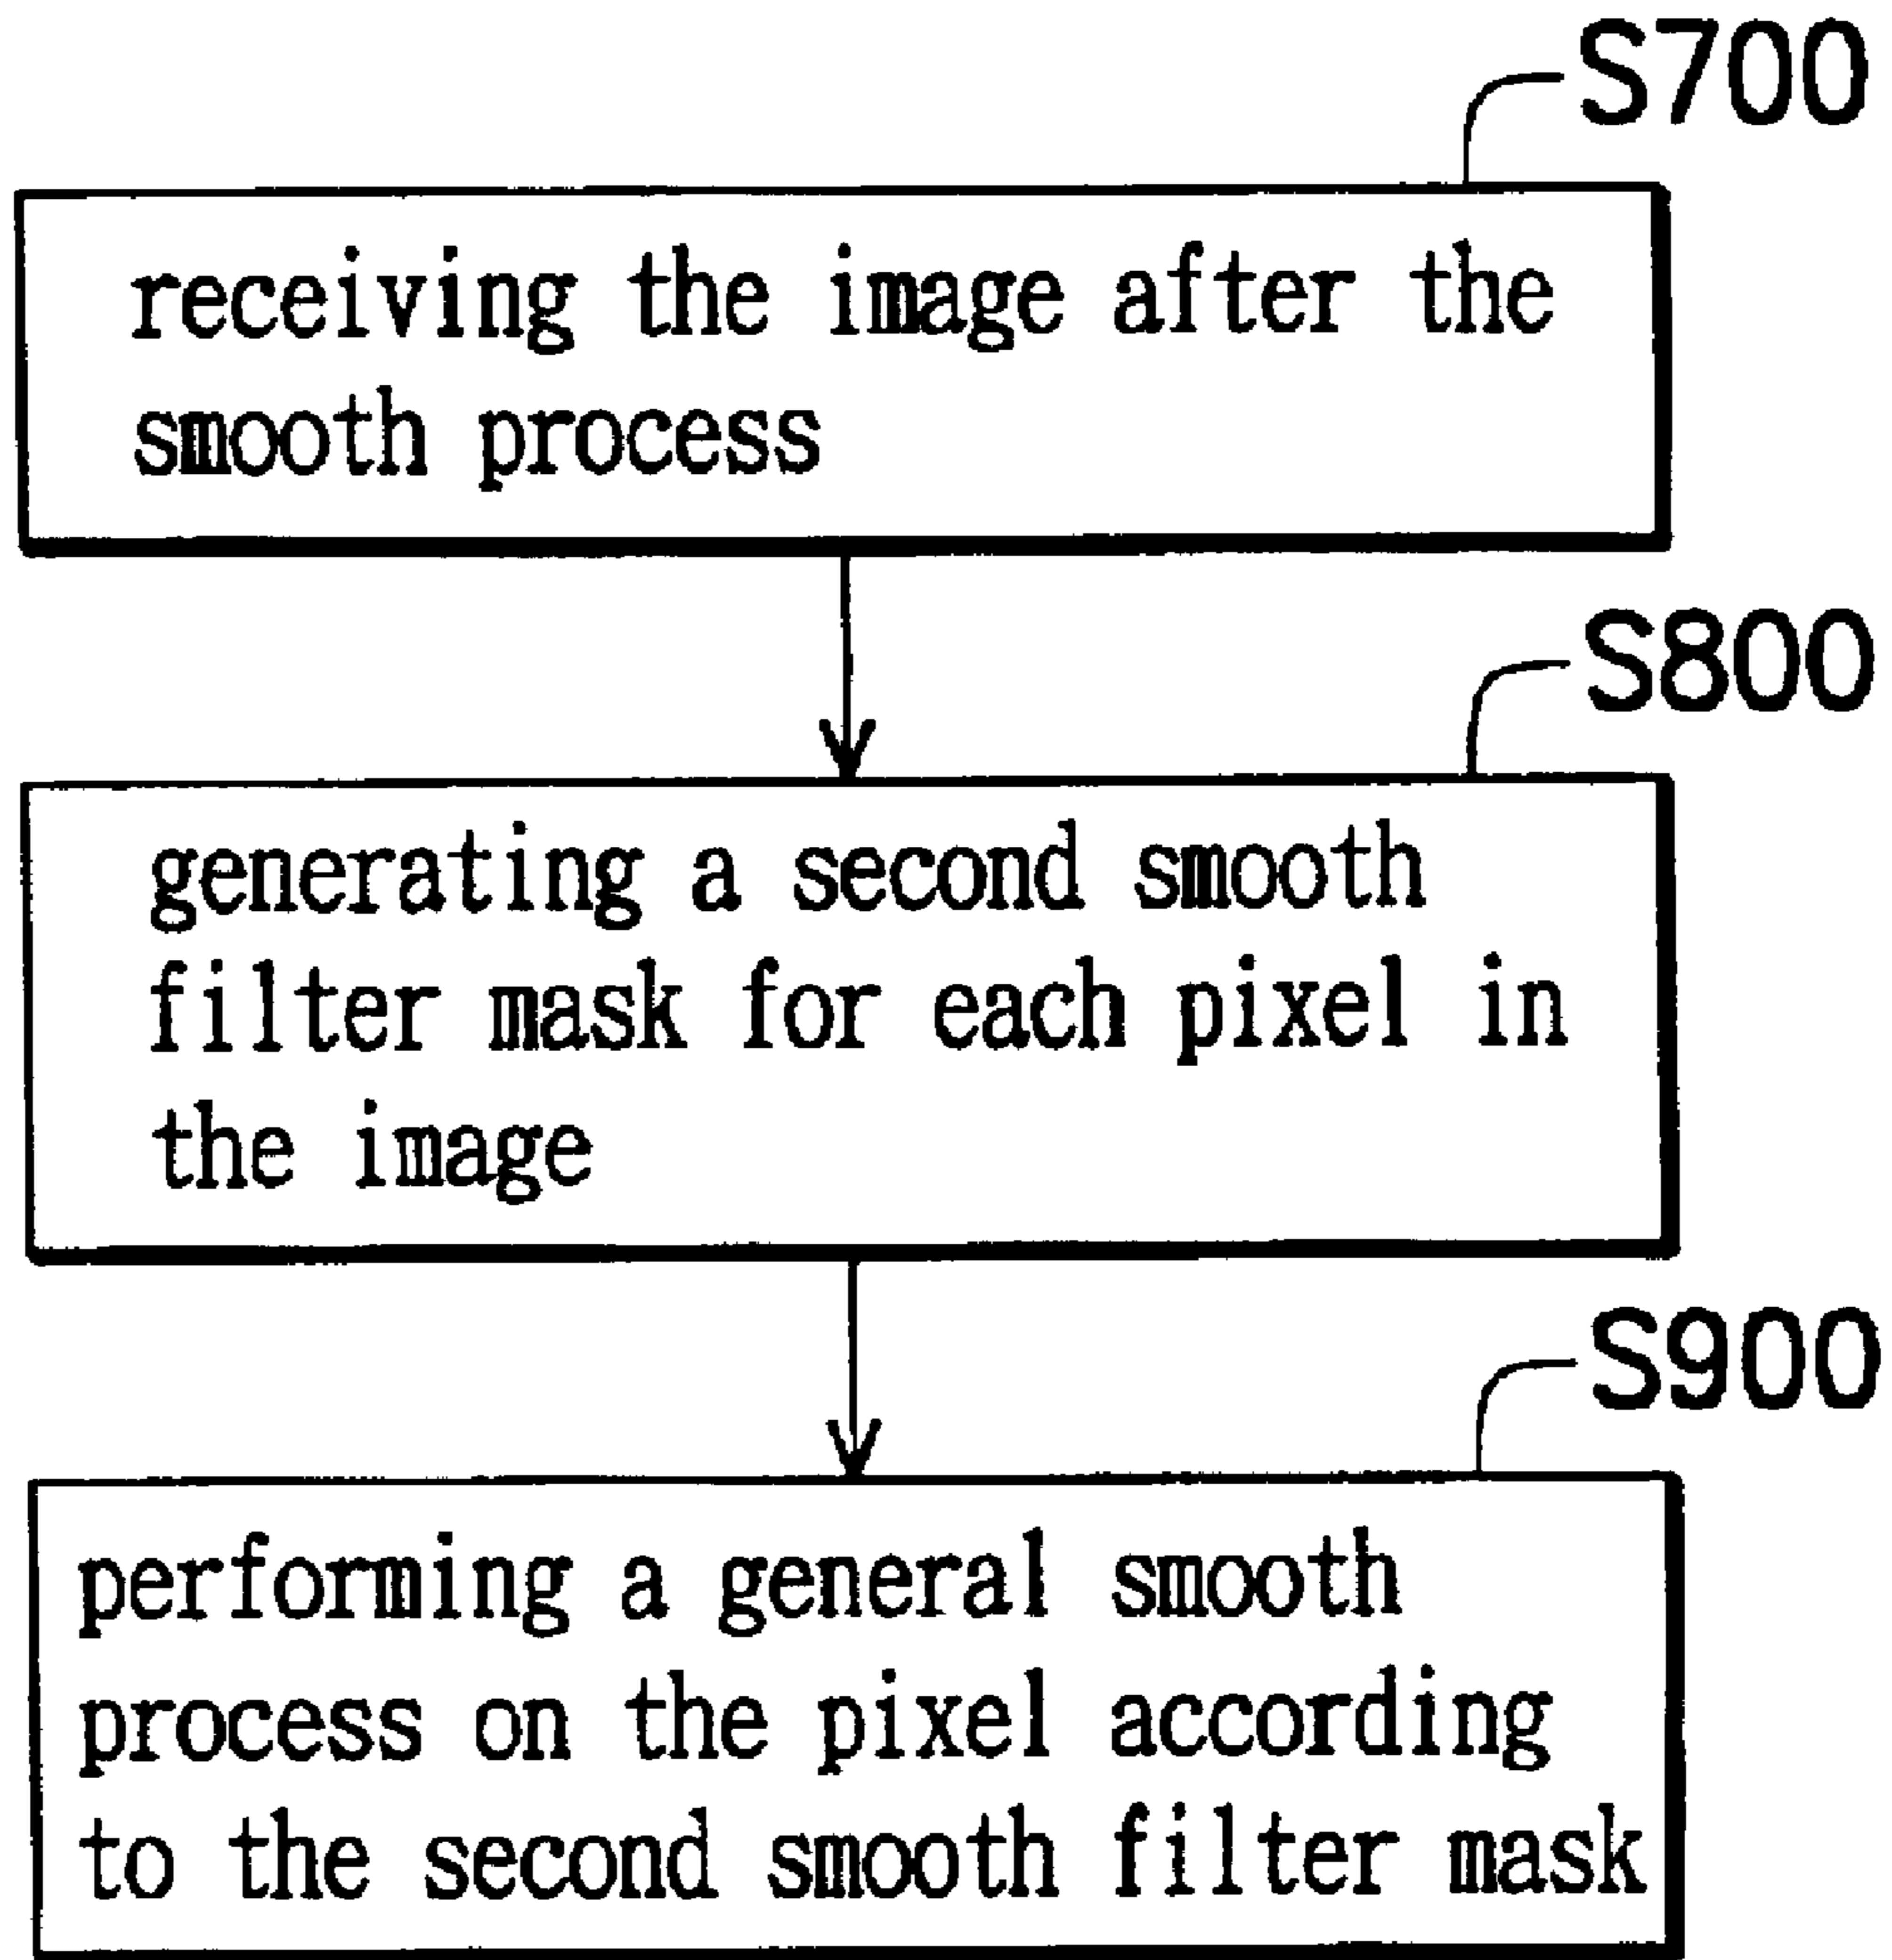 S700
receiving the image after the
smooth process
S800
generating a second smooth
filter mask for each pixel in
the image
S900
performing a general smooth
process on the pixel according
to the second smooth filter mask